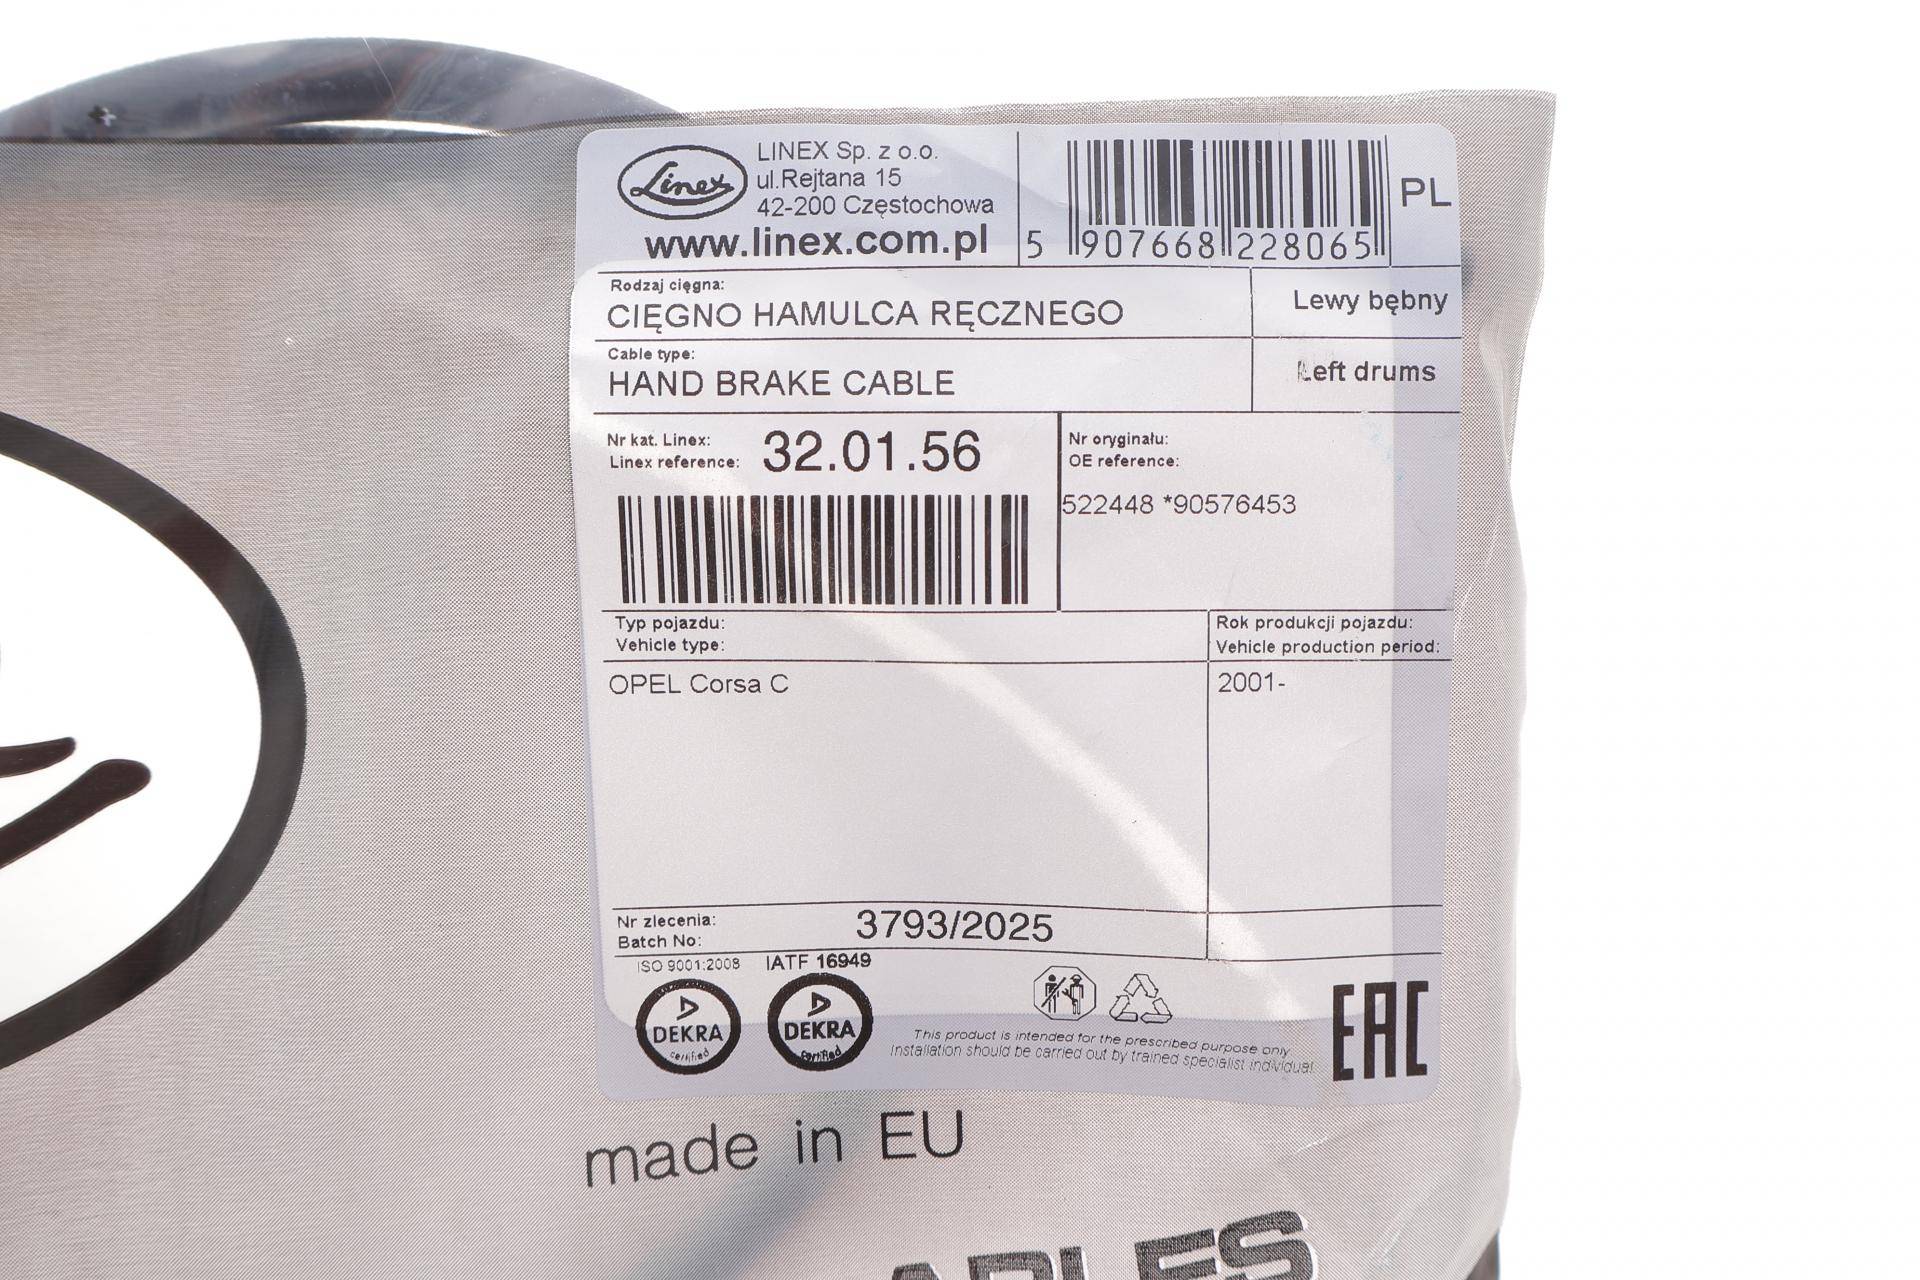 Linex
LINEX Sp. z o.o.
ul.Rejtana 15
42-200 Częstochowa
www.linex.com.pl
5 907668 228065
PL
Rodzaj cięgna:
CIĘGNO HAMULCA RĘCZNEGO
Lewy bębny
Cable type:
HAND BRAKE CABLE
Left drums
Nr kat. Linex:
Linex reference:
32.01.56
Nr oryginału:
OE reference:
522448 *90576453
Typ pojazdu:
Vehicle type:
Rok produkcji pojazdu:
Vehicle production period:
OPEL Corsa C
2001-
Nr zlecenia:
Batch No:
3793/2025
ISO 9001:2008
IATF 16949
DEKRA
certified
DEKRA
certified
This product is intended for the prescribed purpose only
Installation should be carried out by trained specialist individual
EAC
made in EU